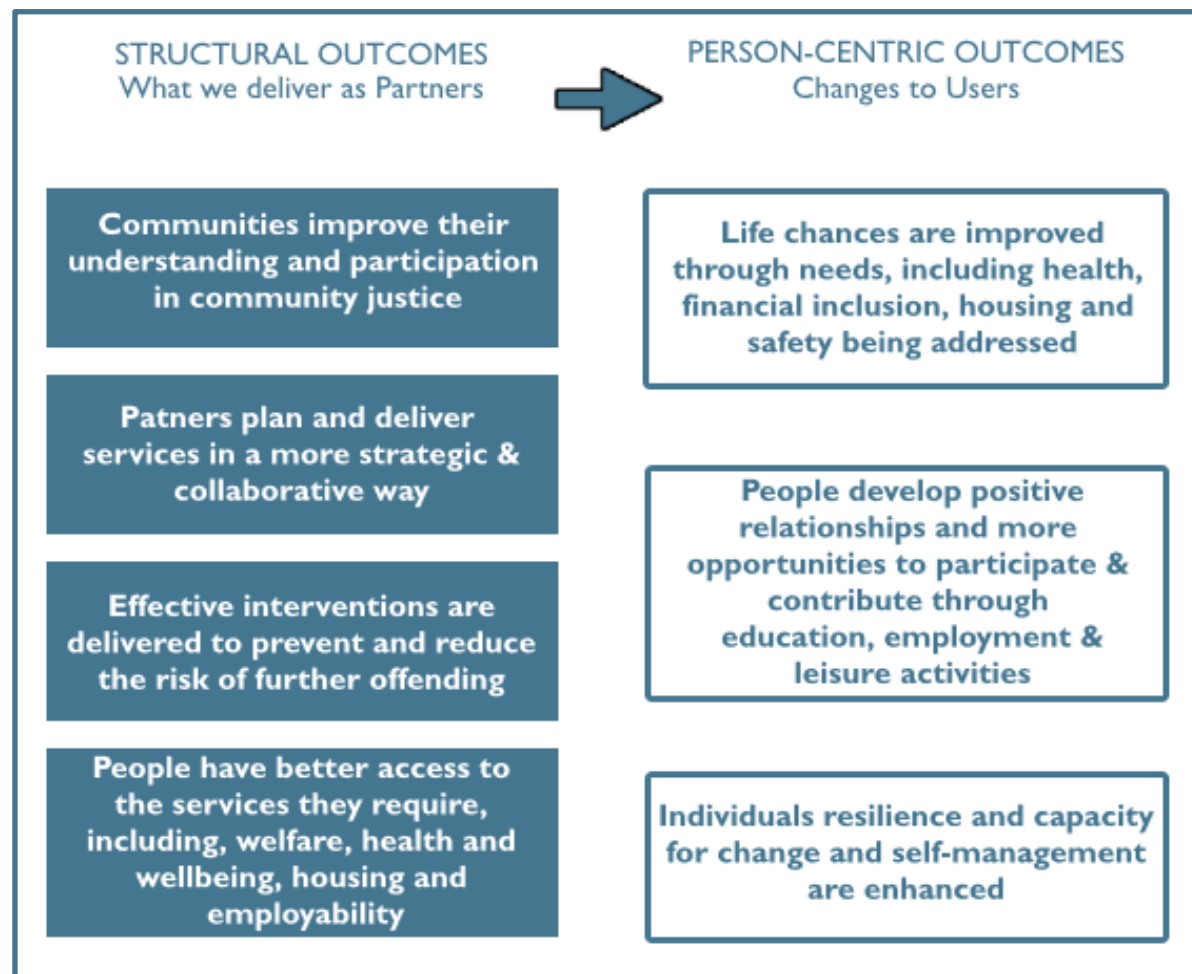 STRUCTURAL OUTCOMES
What we deliver as Partners
PERSON-CENTRIC OUTCOMES
Changes to Users
Communities improve their
understanding and participation
in community justice
Patners plan and deliver
services in a more strategic &
collaborative way
Effective interventions are
delivered to prevent and reduce
the risk of further offending
People have better access to
the services they require,
including, welfare, health and
wellbeing, housing and
employability
Life chances are improved
through needs, including health,
financial inclusion, housing and
safety being addressed
People develop positive
relationships and more
opportunities to participate &
contribute through
education, employment &
leisure activities
Individuals resilience and capacity
for change and self-management
are enhanced